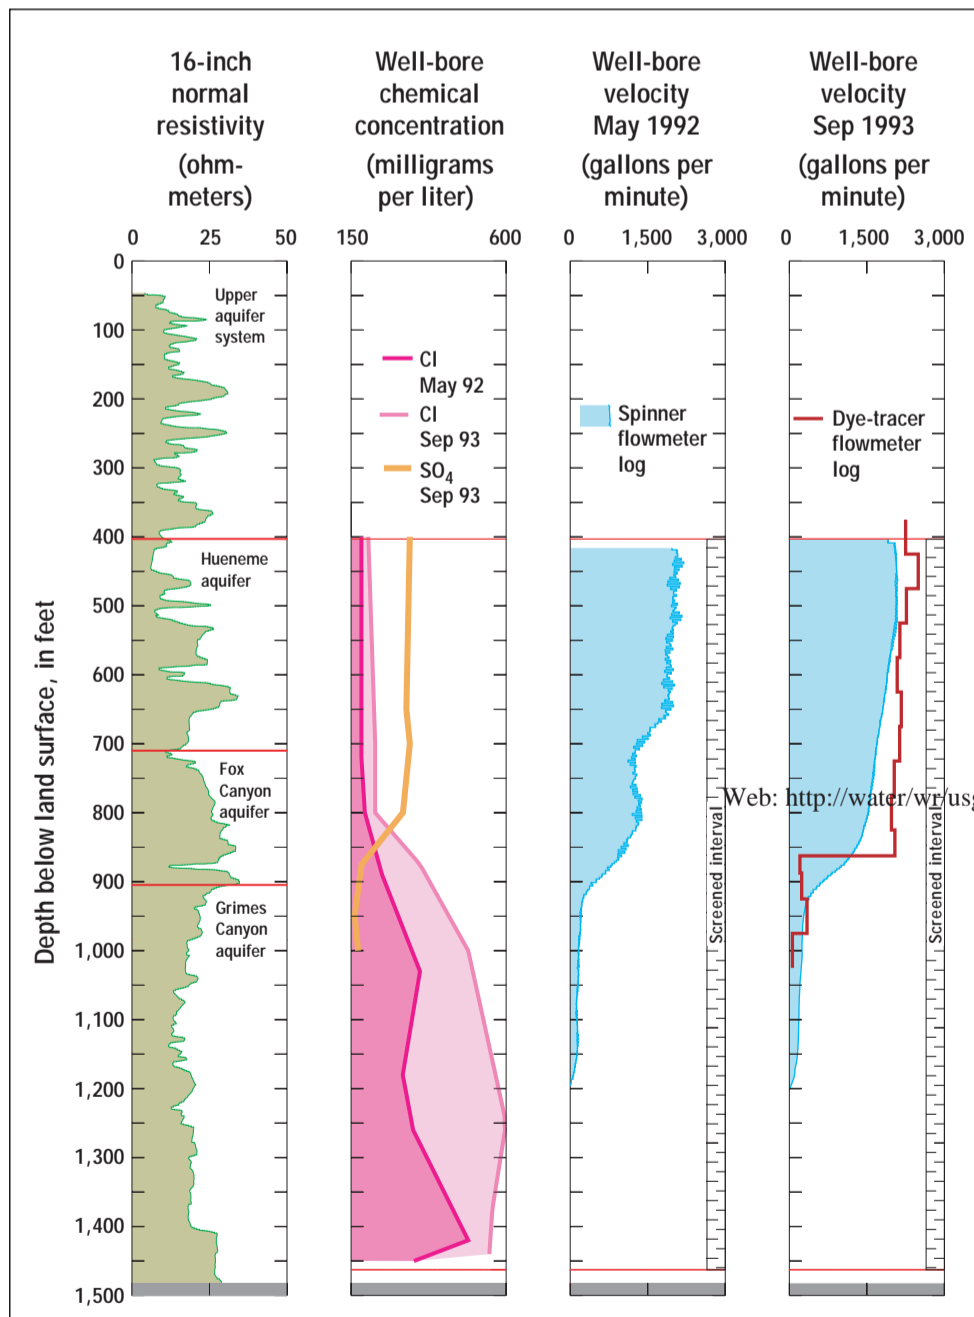 16-inch
normal
resistivity
(ohm-
meters)
Well-bore
chemical
concentration
(milligrams
per liter)
Well-bore
velocity
May 1992
(gallons per
minute)
Well-bore
velocity
Sep 1993
(gallons per
minute)
0 25 50
150 600
0 1,500 3,000
0 1,500 3,000
Depth below land surface, in feet
0
100
200
300
400
500
600
700
800
900
1,000
1,100
1,200
1,300
1,400
1,500
Upper
aquifer
system
Hueneme
aquifer
Fox
Canyon
aquifer
Grimes
Canyon
aquifer
Cl
May 92
Cl
Sep 93
SO4
Sep 93
Spinner
flowmeter
log
Screened interval
Dye-tracer
flowmeter
log
Screened interval
Web: http://water/wr/usg